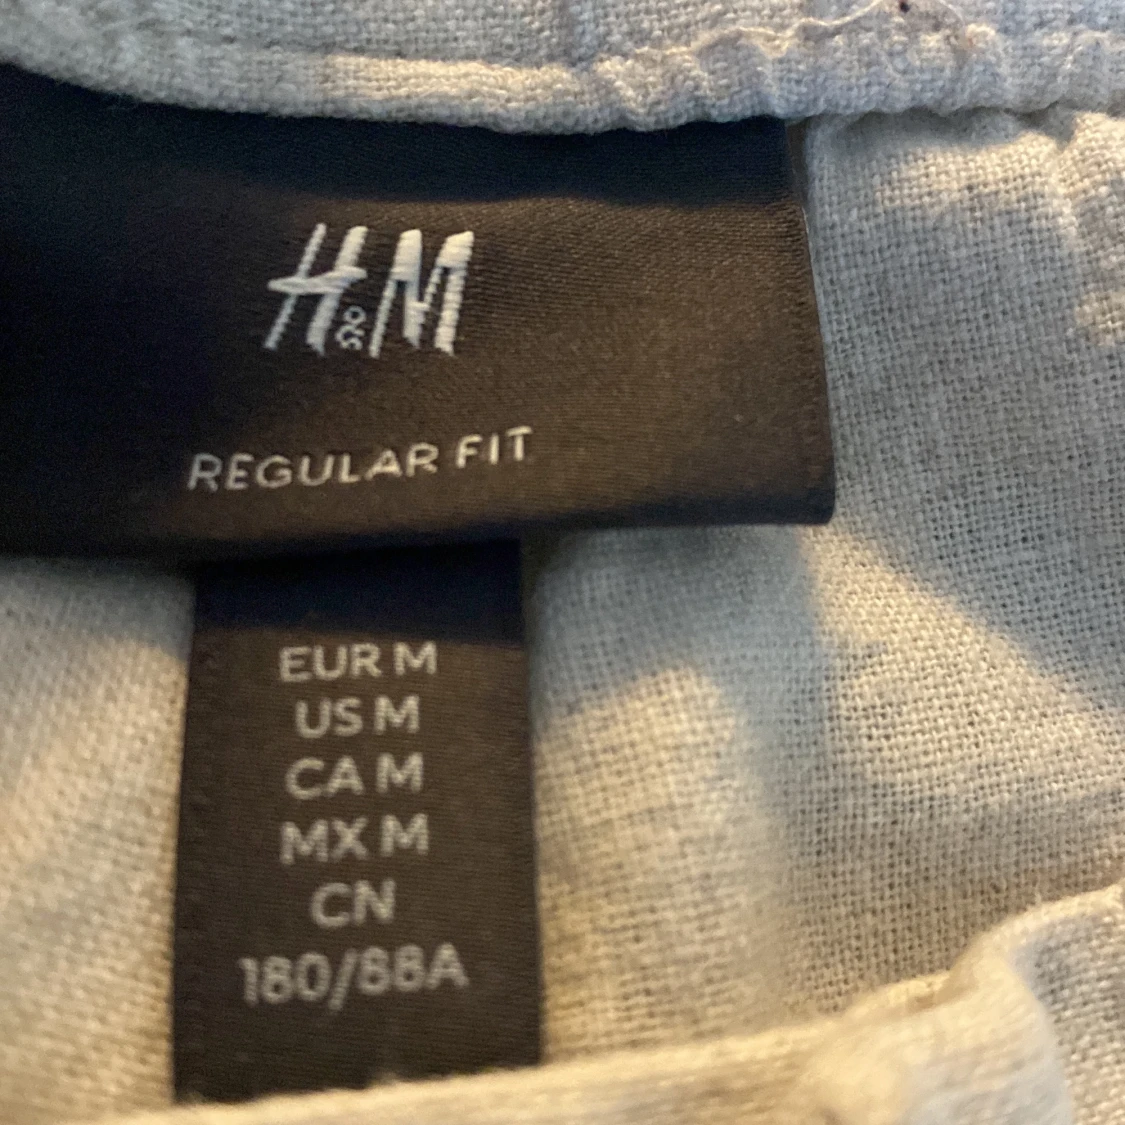 H&M
REGULAR FIT
EUR M
US M
CA M
MX M
CN
180/88A